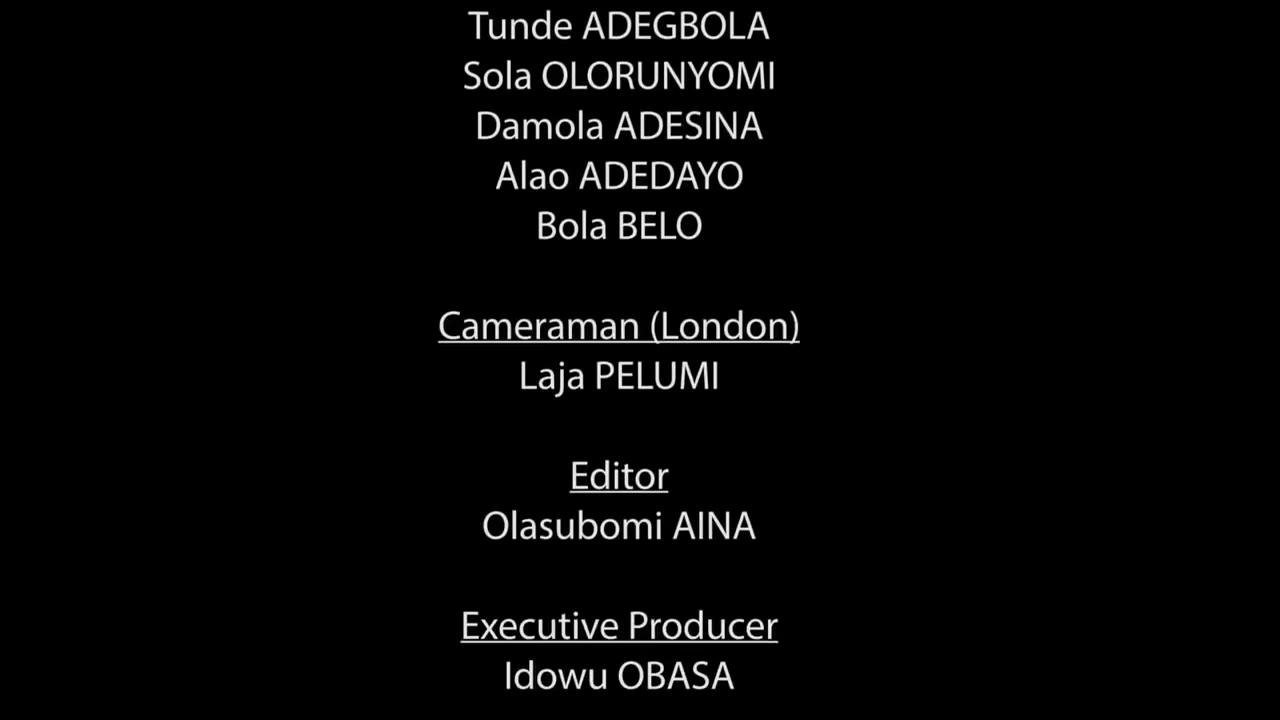 Tunde ADEGBOLA
Sola OLORUNYOMI
Damola ADESINA
Alao ADEDAYO
Bola BELO
Cameraman (London)
Laja PELUMI
Editor
Olasubomi AINA
Executive Producer
Idowu OBASA